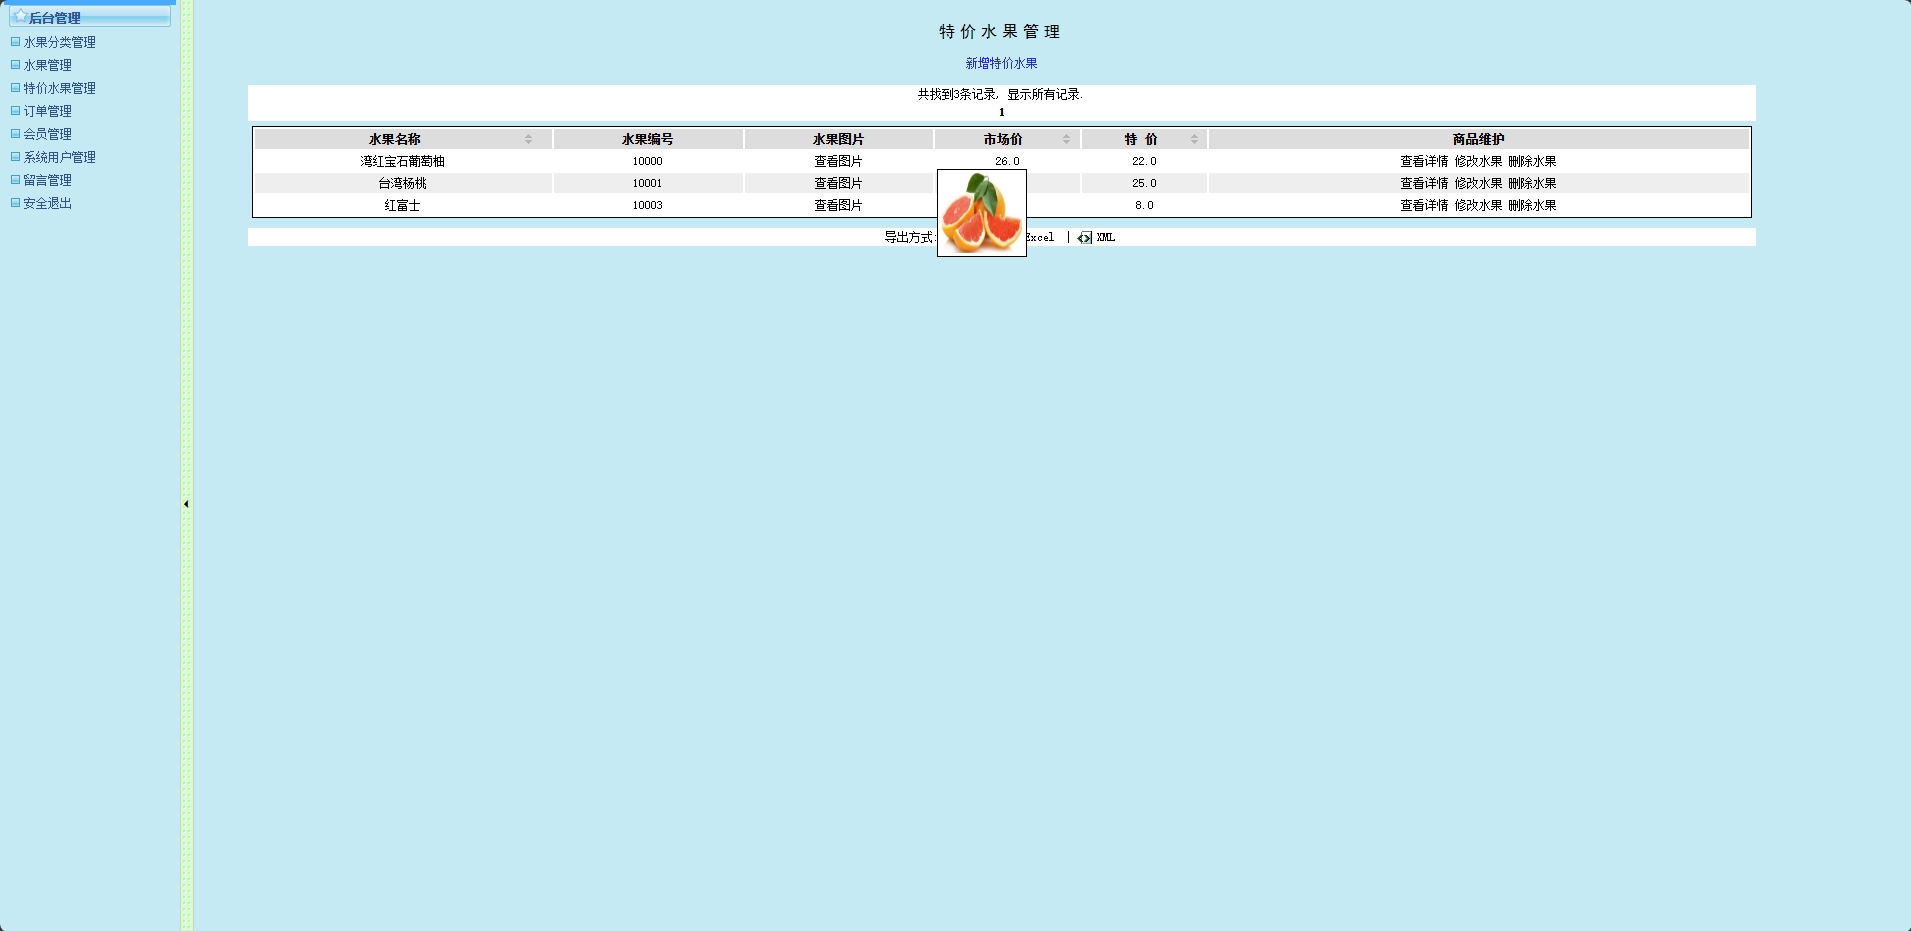 后台管理
水果分类管理
水果管理
特价水果管理
订单管理
会员管理
系统用户管理
留言管理
安全退出
特价水果管理
新增特价水果
共找到3条记录, 显示所有记录.
1
水果名称 水果编号 水果图片 市场价 特 价 商品维护
湾红宝石葡萄柚 10000 查看图片 26.0 22.0 查看详情 修改水果 删除水果
台湾杨桃 10001 查看图片 25.0 查看详情 修改水果 删除水果
红富士 10003 查看图片 8.0 查看详情 修改水果 删除水果
导出方式: Excel | XML